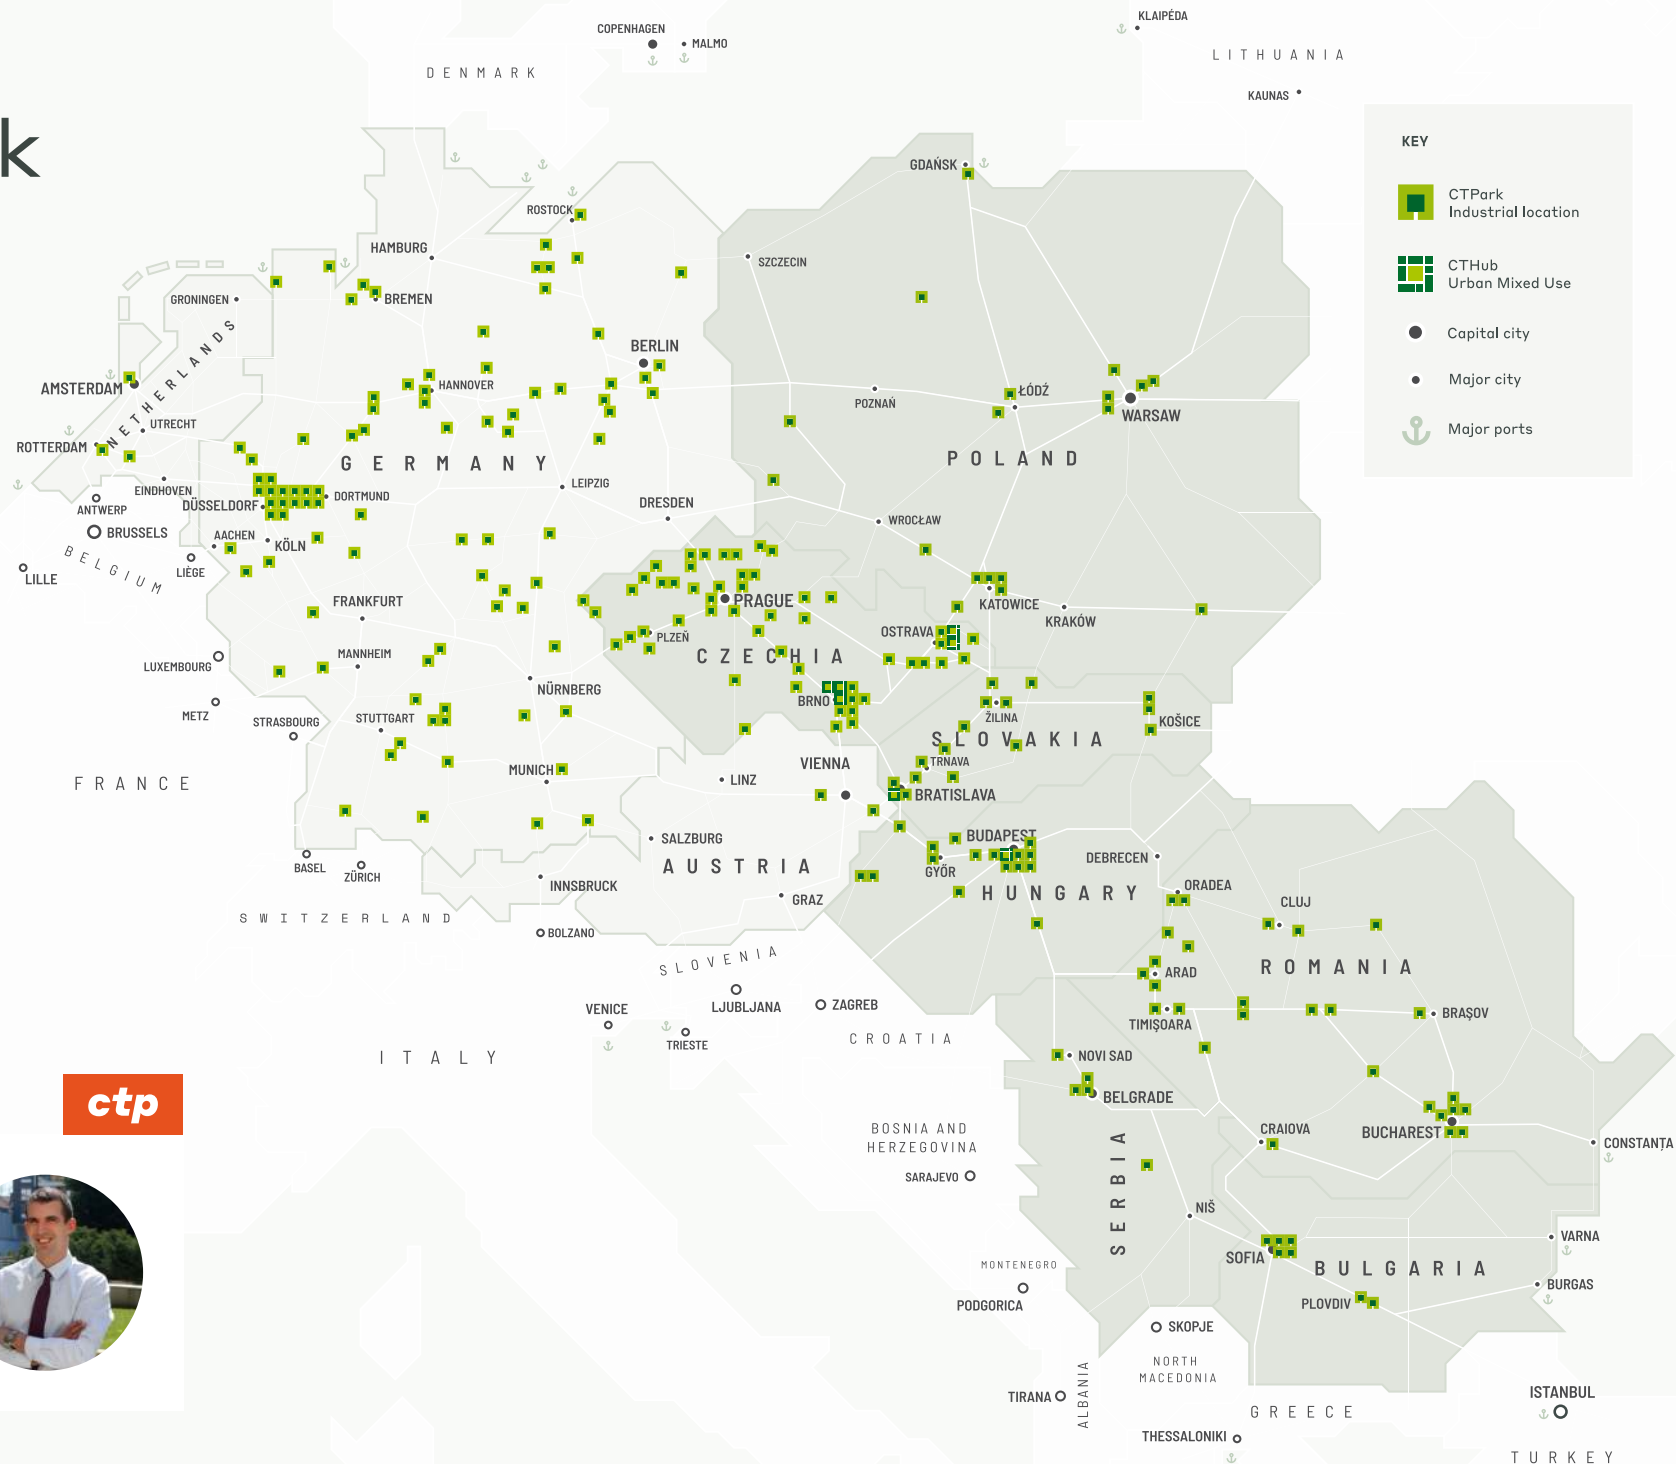 k
COPENHAGEN
MALMO
KLAIPÉDA
DENMARK
LITHUANIA
KAUNAS
KEY
CTPark
Industrial location
CTHub
Urban Mixed Use
Capital city
Major city
Major ports
GDAŃSK
ROSTOCK
HAMBURG
SZCZECIN
GRONINGEN
BREMEN
NETHERLANDS
BERLIN
AMSTERDAM
HANNOVER
ŁÓDŹ
POZNAŃ
WARSAW
UTRECHT
ROTTERDAM
GERMANY
POLAND
EINDHOVEN
LEIPZIG
DORTMUND
ANTWERP
DÜSSELDORF
DRESDEN
WROCŁAW
BRUSSELS
AACHEN
KÖLN
BELGIUM
LIÈGE
LILLE
FRANKFURT
PRAGUE
KATOWICE
KRAKÓW
OSTRAVA
PLZEŇ
MANNHEIM
CZECHIA
LUXEMBOURG
NÜRNBERG
METZ
BRNO
STRASBOURG
STUTTGART
ŽILINA
KOŠICE
SLOVAKIA
TRNAVA
VIENNA
MUNICH
LINZ
FRANCE
BRATISLAVA
SALZBURG
BUDAPEST
AUSTRIA
BASEL
ZÜRICH
GYŐR
DEBRECEN
INNSBRUCK
HUNGARY
ORADEA
GRAZ
CLUJ
SWITZERLAND
BOLZANO
SLOVENIA
ROMANIA
ARAD
LJUBLJANA
ZAGREB
VENICE
TIMIȘOARA
BRAȘOV
TRIESTE
CROATIA
ITALY
NOVI SAD
BELGRADE
ctp
BOSNIA AND
HERZEGOVINA
CRAIOVA
BUCHAREST
CONSTANȚA
SARAJEVO
SERBIA
NIŠ
VARNA
SOFIA
MONTENEGRO
BULGARIA
BURGAS
PODGORICA
PLOVDIV
SKOPJE
NORTH
MACEDONIA
TIRANA
ALBANIA
ISTANBUL
GREECE
THESSALONIKI
TURKEY